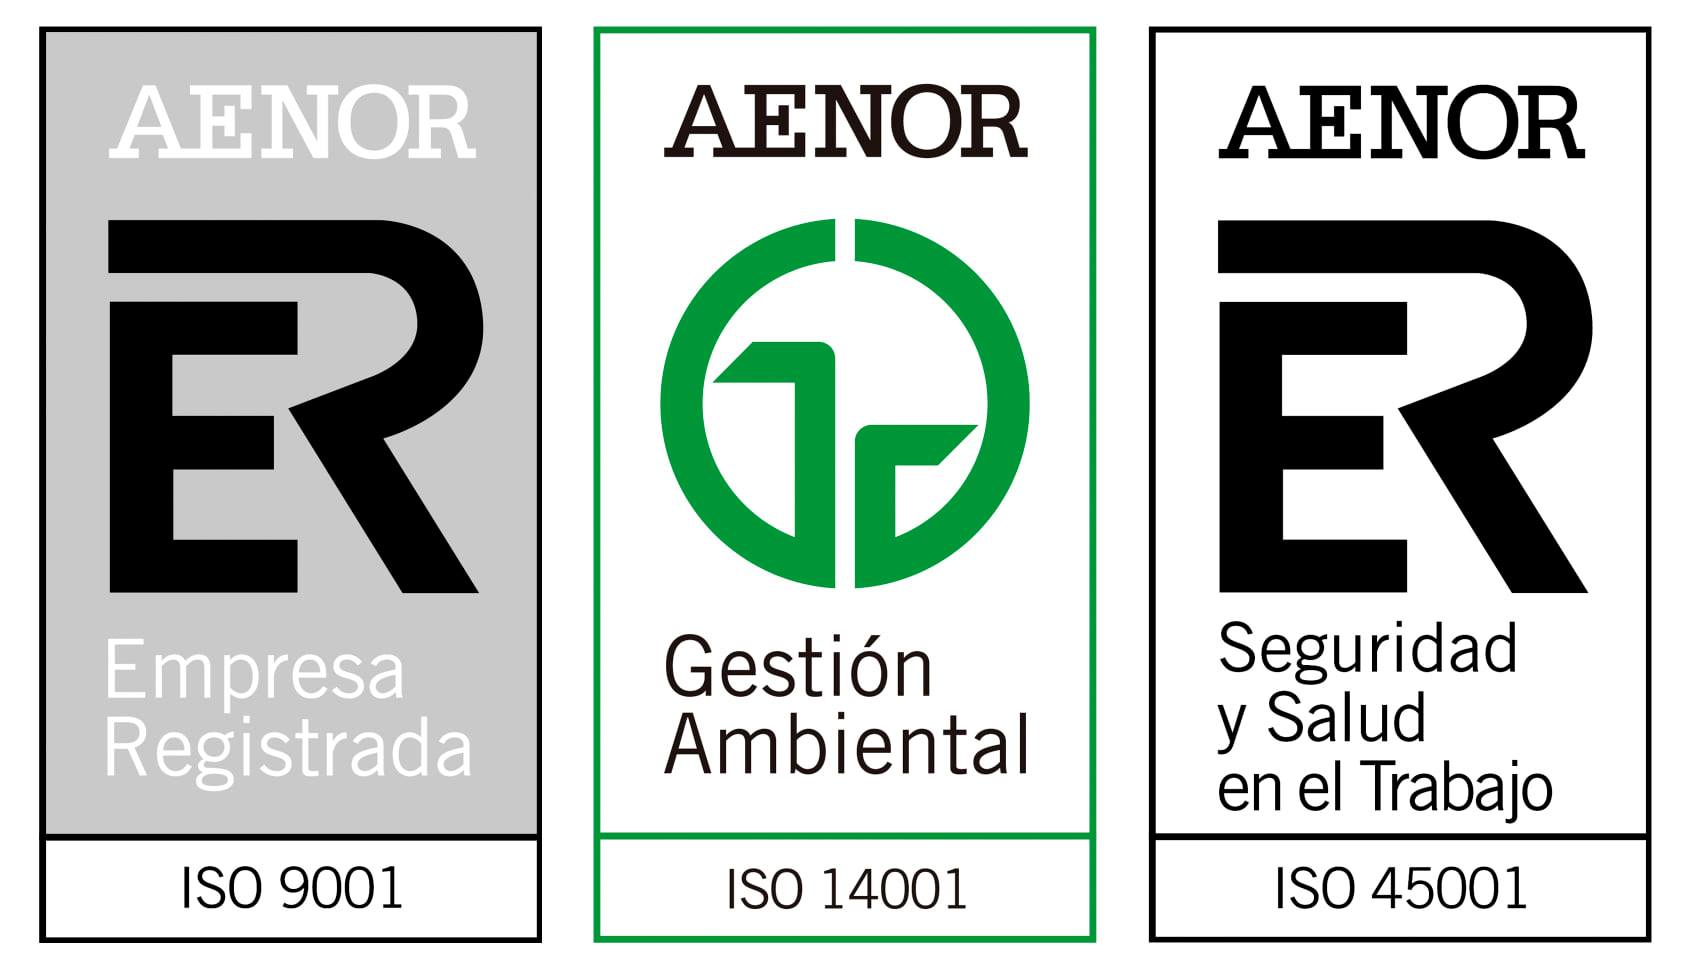 AENOR
ER
Empresa
Registrada
ISO 9001
AENOR
Gestión
Ambiental
ISO 14001
AENOR
ER
Seguridad
y Salud
en el Trabajo
ISO 45001